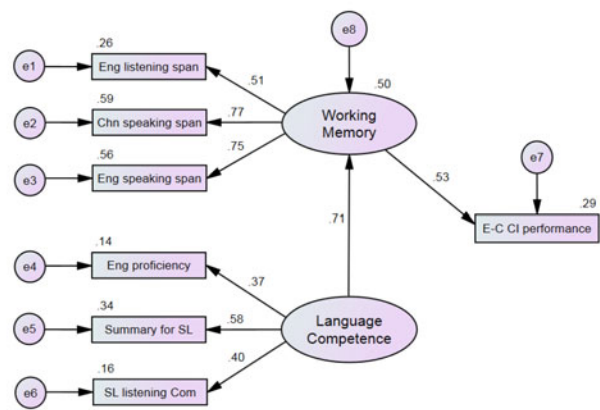 e8
.26
e1
Eng listening span
.50
.51
.59
Working
Memory
e2
Chn speaking span
.77
.56
.75
e7
e3
Eng speaking span
.53
.29
.71
E-C CI performance
.14
e4
Eng proficiency
.37
.34
.58
Language
Competence
e5
Summary for SL
.40
.16
e6
SL listening Com